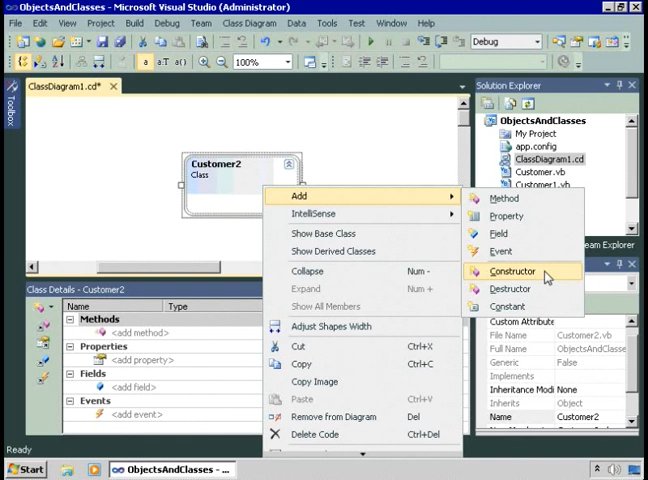 ObjectsAndClasses - Microsoft Visual Studio (Administrator)
File Edit View Project Build Debug Team Class Diagram Data Tools Test Window Help
Debug
a a:T a() 100%
ClassDiagram1.cd*
Toolbox
Customer2
Class
Add
IntelliSense
Show Base Class
Show Derived Classes
Collapse Num -
Expand Num +
Show All Members
Adjust Shapes Width
Cut Ctrl+X
Copy Ctrl+C
Copy Image
Paste Ctrl+V
Remove from Diagram Del
Delete Code Ctrl+Del
Method
Property
Field
Event
Constructor
Destructor
Constant
Solution Explorer
ObjectsAndClasses
My Project
app.config
ClassDiagram1.cd
Customer.vb
Customer1.vb
eam Explorer
Custom Attribute
File Name Customer2.vb
Full Name ObjectsAndClasse
Generic False
Implements
Inheritance Modi None
Inherits Object
Name Customer2
Class Details - Customer2
Name Type
Methods
<add method>
Properties
<add property>
Fields
<add field>
Events
<add event>
Ready
Start ObjectsAndClasses - ...